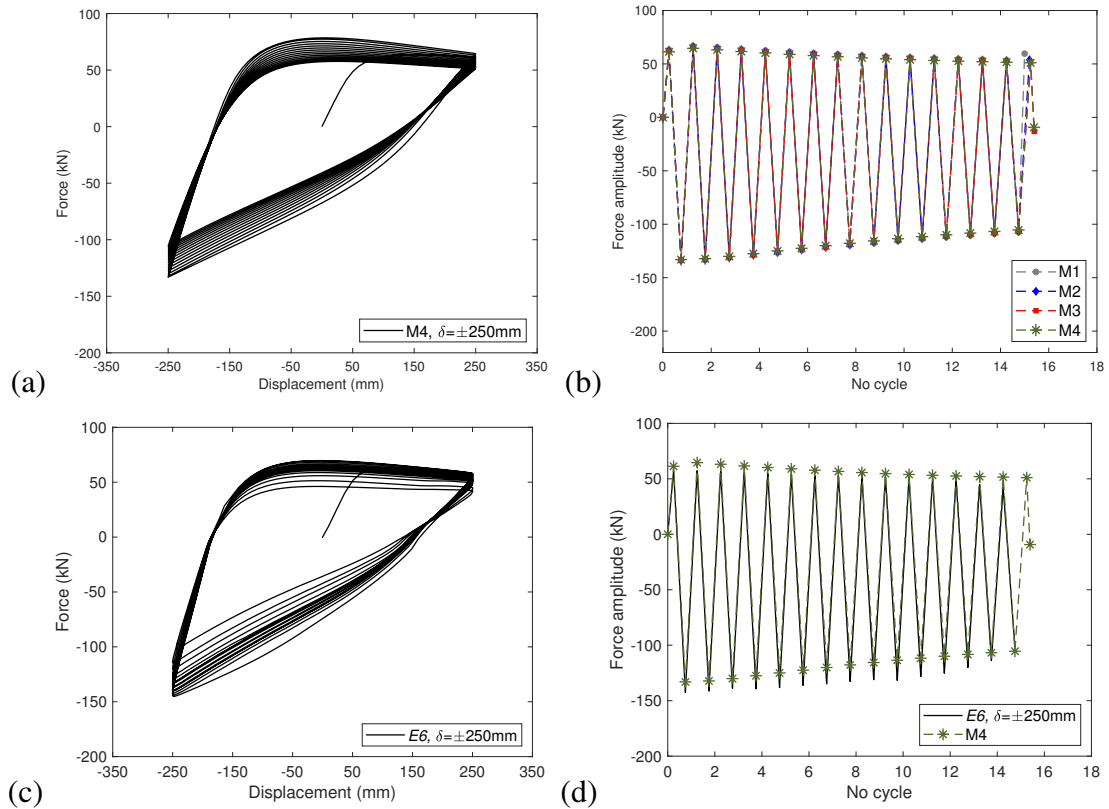 100
50
0
-50
-100
-150
-200
-350 -250 -150 -50 50 150 250 350
Force (kN)
Displacement (mm)
M4, δ=±250mm
(a)
100
50
0
-50
-100
-150
-200
0 2 4 6 8 10 12 14 16 18
Force amplitude (kN)
No cycle
M1
M2
M3
M4
(b)
100
50
0
-50
-100
-150
-200
-350 -250 -150 -50 50 150 250 350
Force (kN)
Displacement (mm)
E6, δ=±250mm
(c)
100
50
0
-50
-100
-150
-200
0 2 4 6 8 10 12 14 16 18
Force amplitude (kN)
No cycle
E6, δ=±250mm
M4
(d)